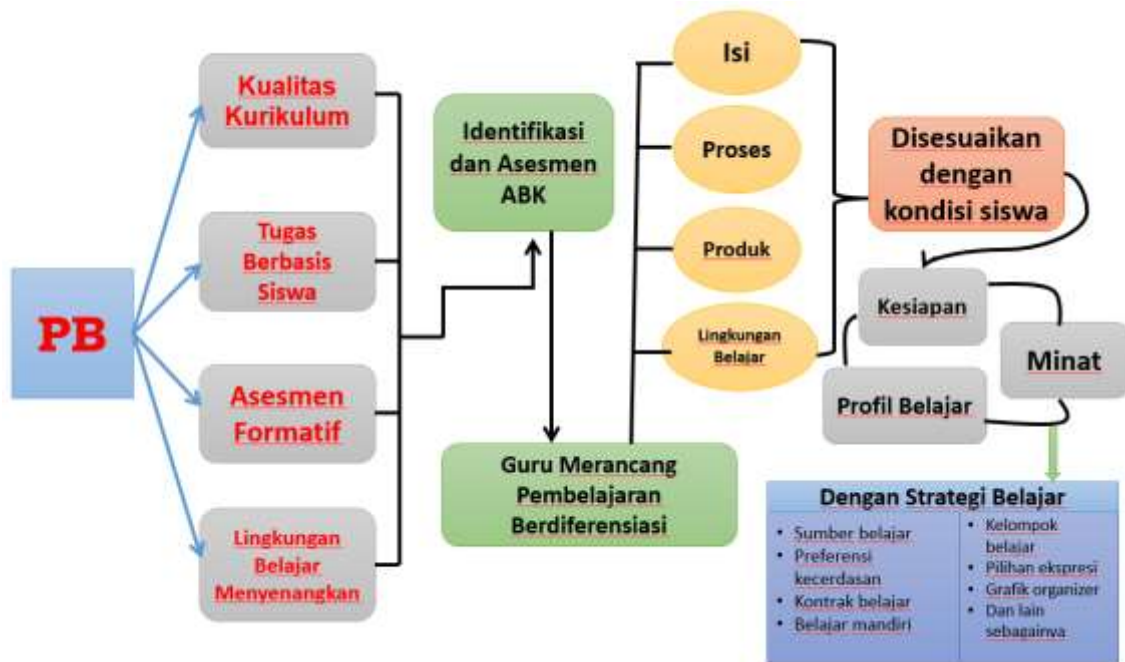 PB
Kualitas
Kurikulum
Tugas
Berbasis
Siswa
Asesmen
Formatif
Lingkungan
Belajar
Menyenangkan
Identifikasi
dan Asesmen
ABK
Guru Merancang
Pembelajaran
Berdiferensiasi
Isi
Proses
Produk
Lingkungan
Belajar
Disesuaikan
dengan
kondisi siswa
Kesiapan
Minat
Profil Belajar
Dengan Strategi Belajar
• Sumber belajar
• Preferensi
kecerdasan
• Kontrak belajar
• Belajar mandiri
• Kelompok
belajar
• Pilihan ekspresi
• Grafik organizer
• Dan lain
sebagainya